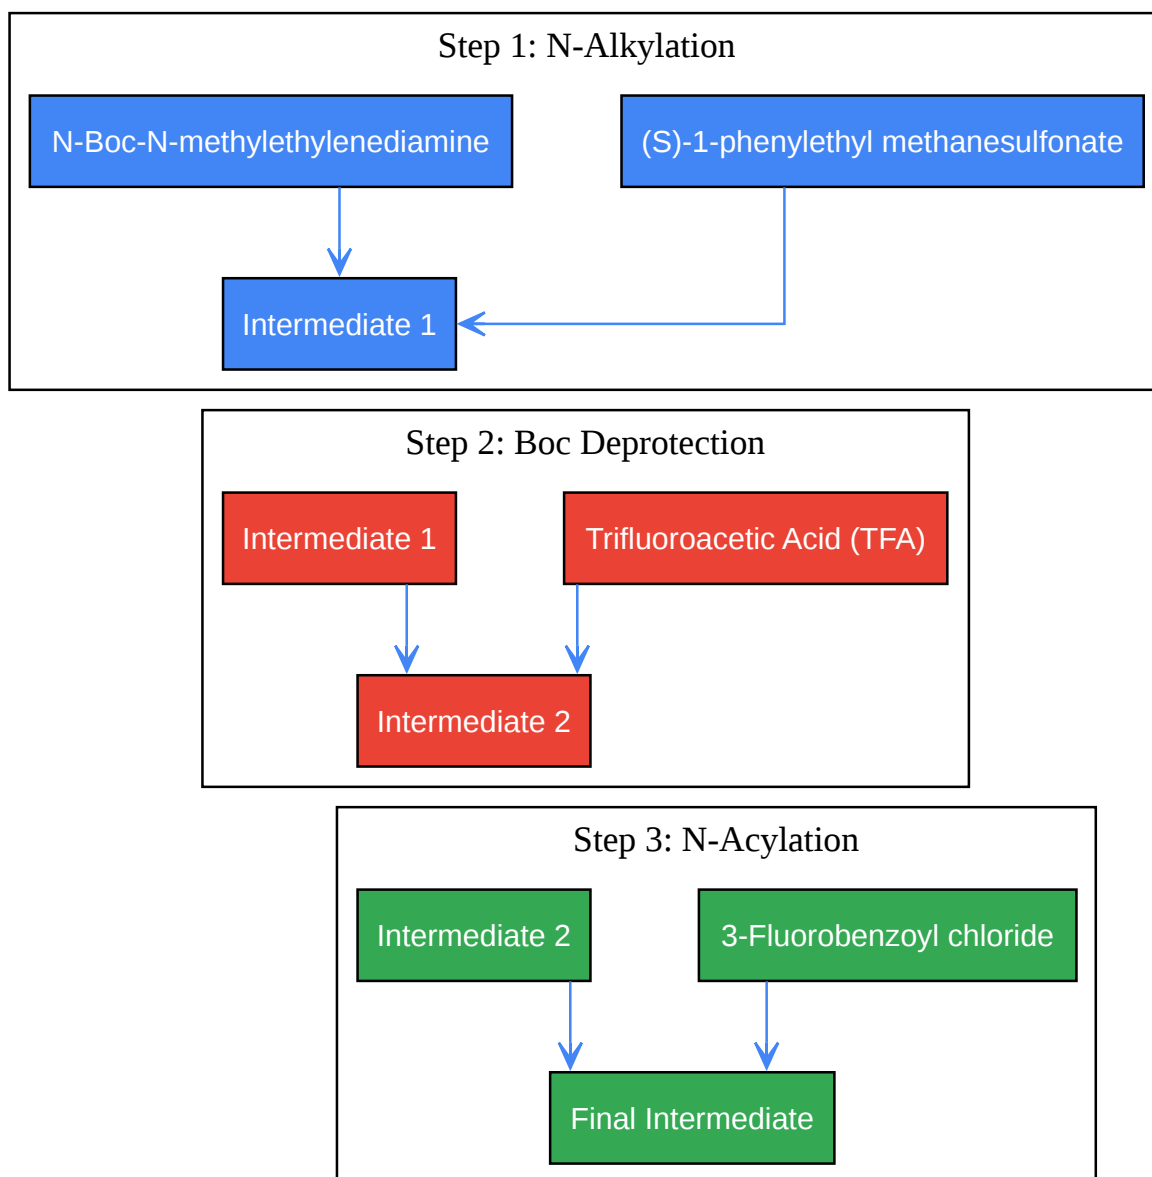 Step 1: N-Alkylation
N-Boc-N-methylethylenediamine
(S)-1-phenylethyl methanesulfonate
Intermediate 1
Step 2: Boc Deprotection
Intermediate 1
Trifluoroacetic Acid (TFA)
Intermediate 2
Step 3: N-Acylation
Intermediate 2
3-Fluorobenzoyl chloride
Final Intermediate